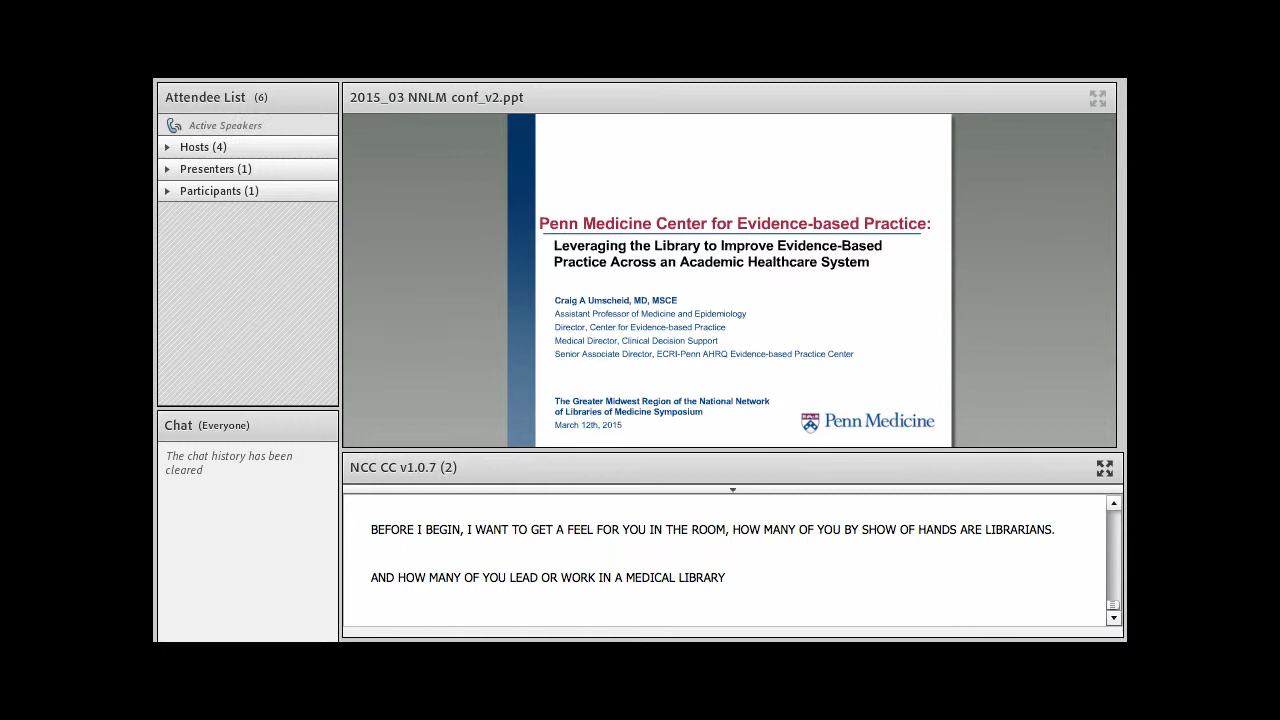 Attendee List (6)
Active Speakers
Hosts (4)
Presenters (1)
Participants (1)
Chat (Everyone)
The chat history has been
cleared
2015_03 NNLM conf_v2.ppt
Penn Medicine Center for Evidence-based Practice:
Leveraging the Library to Improve Evidence-Based
Practice Across an Academic Healthcare System
Craig A Umscheid, MD, MSCE
Assistant Professor of Medicine and Epidemiology
Director, Center for Evidence-based Practice
Medical Director, Clinical Decision Support
Senior Associate Director, ECRI-Penn AHRQ Evidence-based Practice Center
The Greater Midwest Region of the National Network
of Libraries of Medicine Symposium
March 12th, 2015
Penn Medicine
NCC CC v1.0.7 (2)
BEFORE I BEGIN, I WANT TO GET A FEEL FOR YOU IN THE ROOM, HOW MANY OF YOU BY SHOW OF HANDS ARE LIBRARIANS.
AND HOW MANY OF YOU LEAD OR WORK IN A MEDICAL LIBRARY